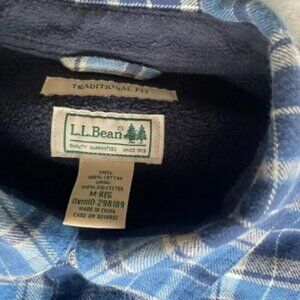 TRADITIONAL FIT
L.L.Bean®
QUALITY GUARANTEED SINCE 1912
SHELL:
100% COTTON
LINING:
100% POLYESTER
M-REG
ItemID 298189
MADE IN CHINA
CARE ON REVERSE